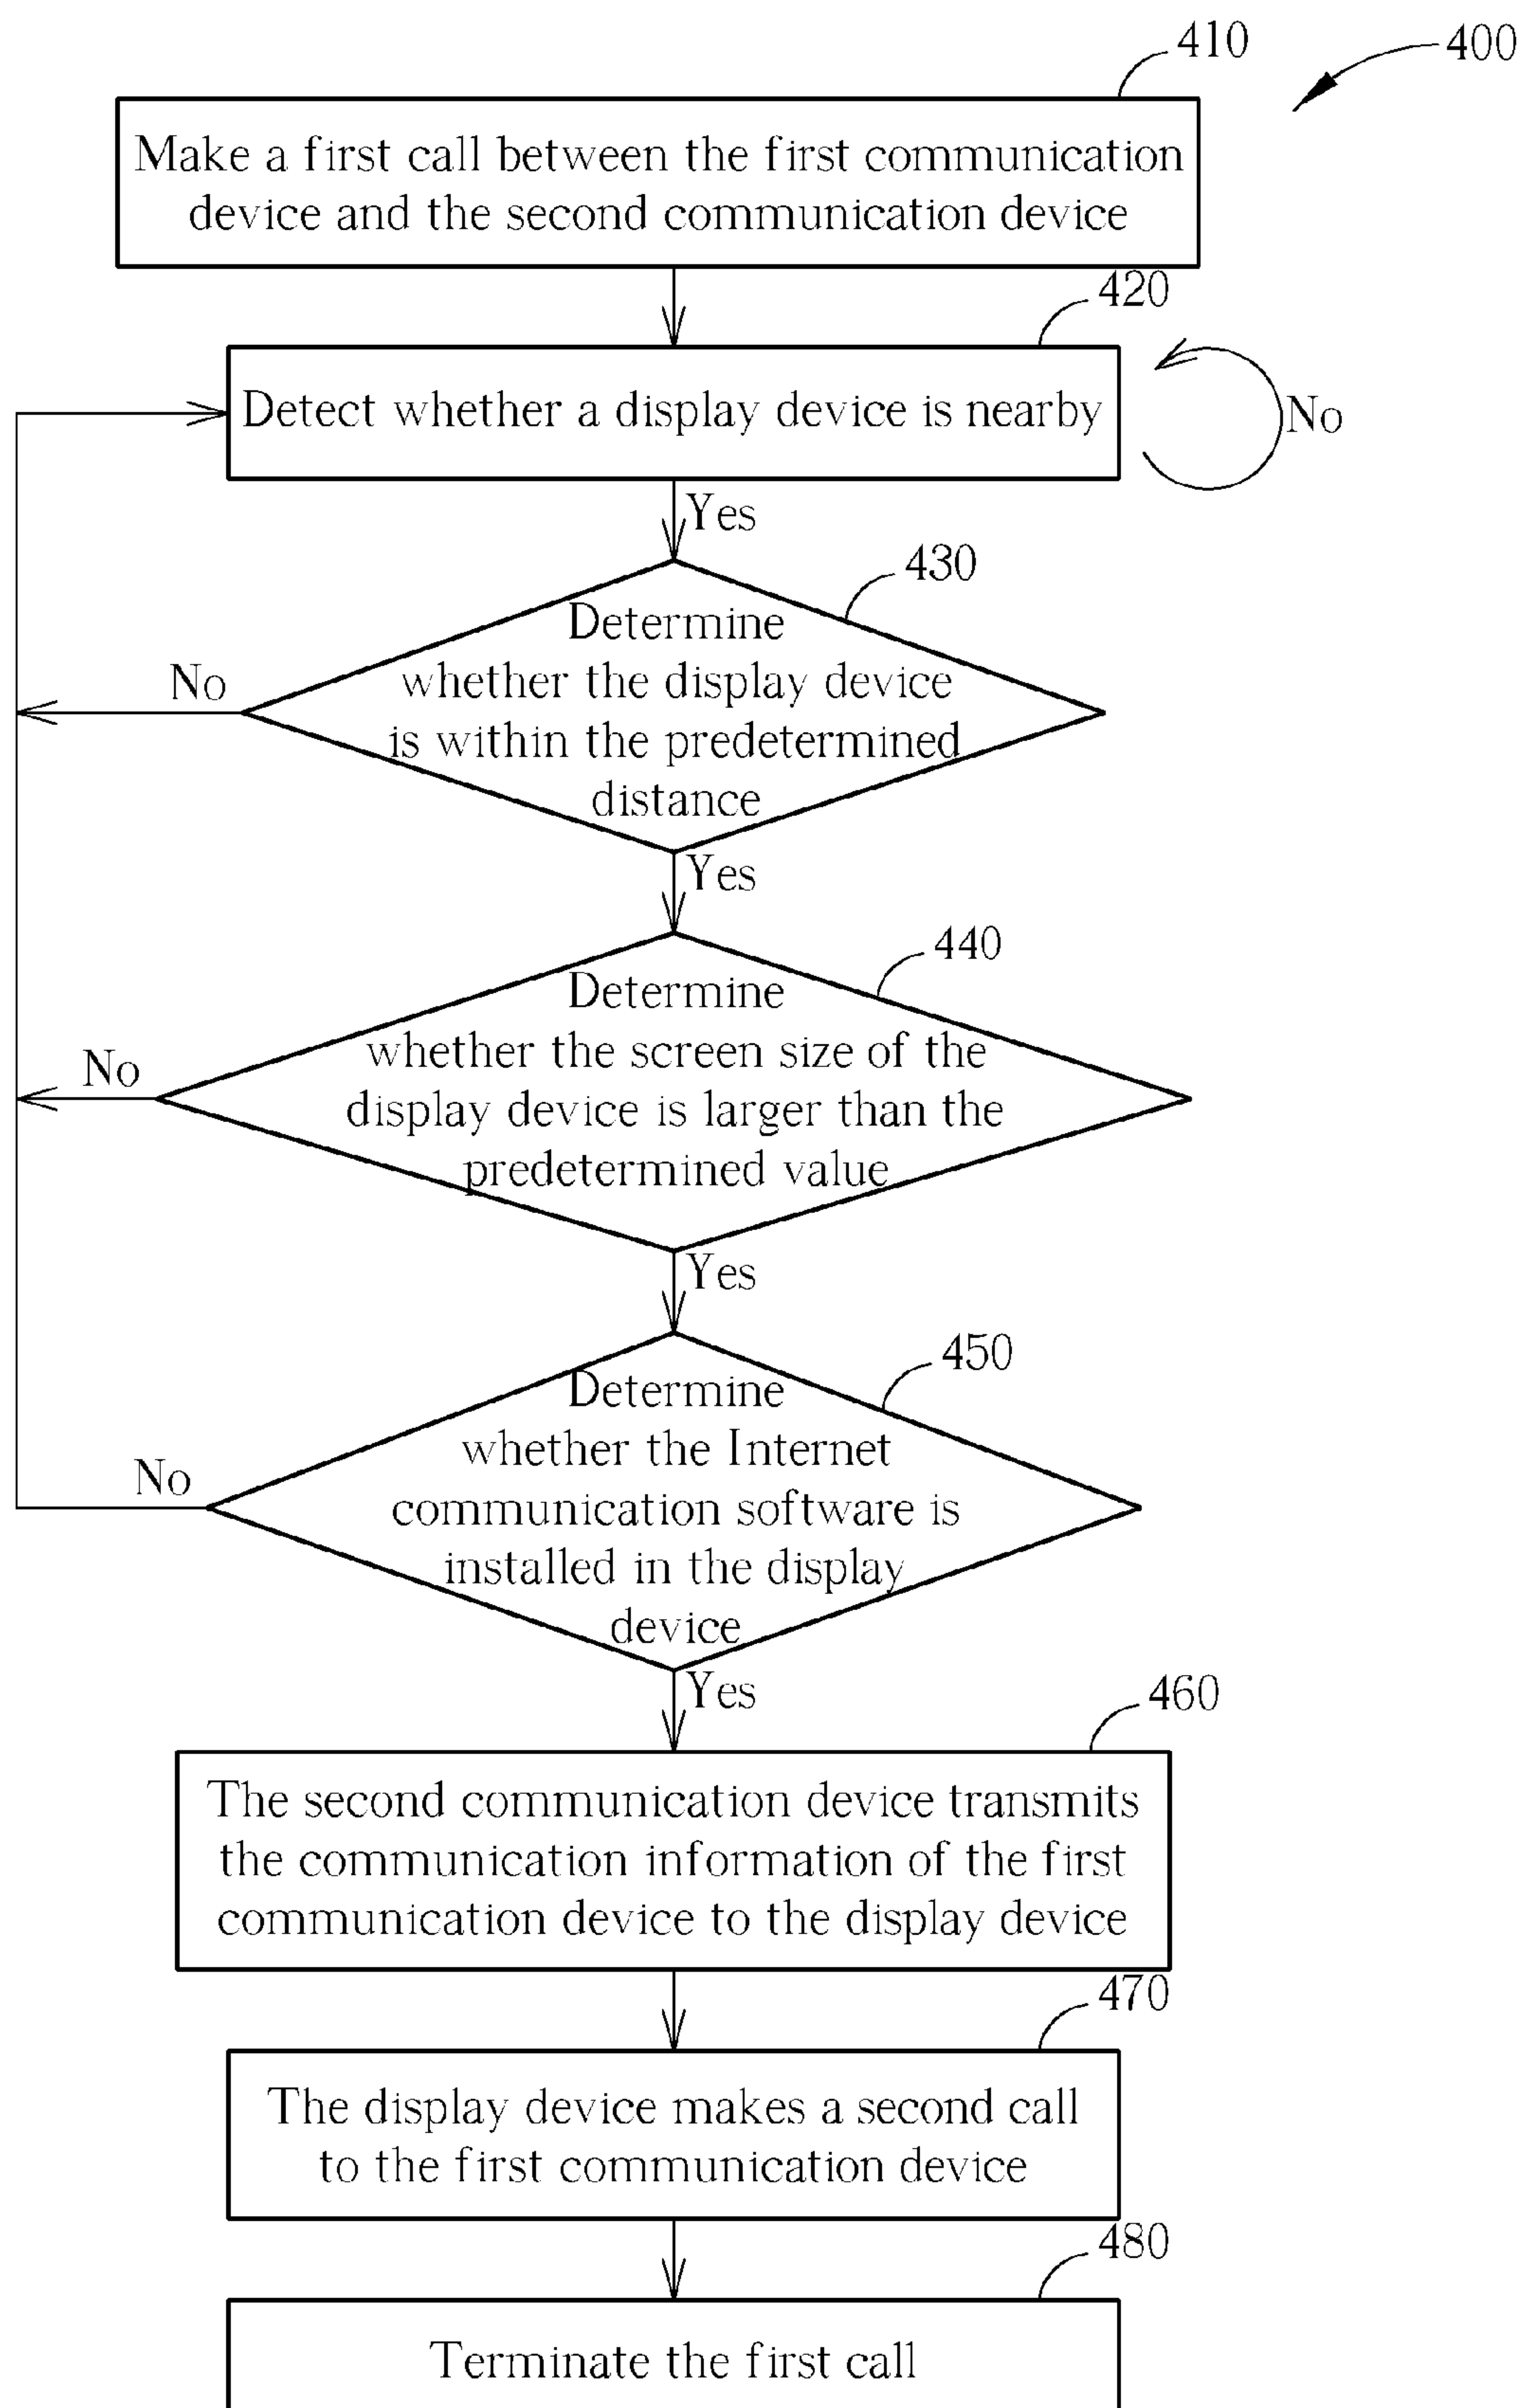 410
400
Make a first call between the first communication
device and the second communication device
420
Detect whether a display device is nearby
No
Yes
430
Determine
whether the display device
is within the predetermined
distance
No
Yes
440
Determine
whether the screen size of the
display device is larger than the
predetermined value
No
Yes
450
Determine
whether the Internet
communication software is
installed in the display
device
No
Yes
460
The second communication device transmits
the communication information of the first
communication device to the display device
470
The display device makes a second call
to the first communication device
480
Terminate the first call